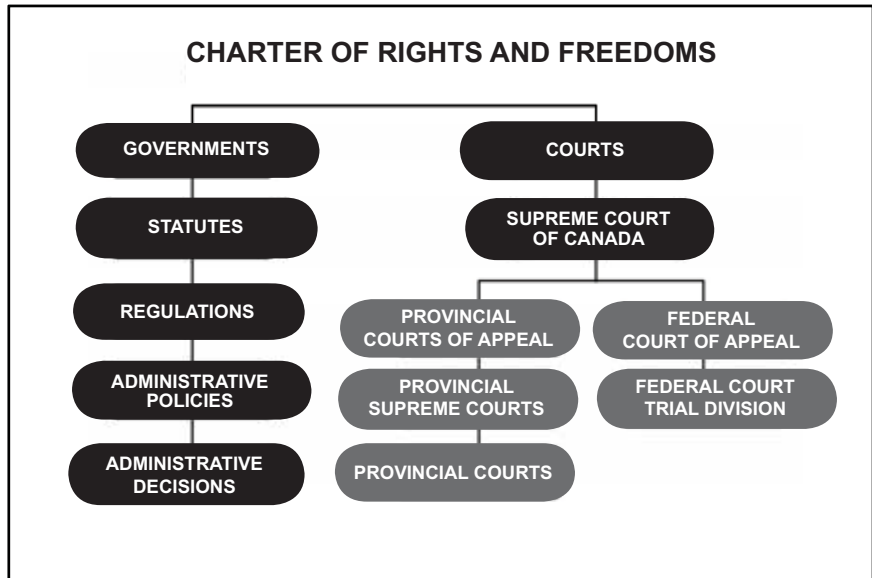 CHARTER OF RIGHTS AND FREEDOMS
GOVERNMENTS
STATUTES
REGULATIONS
ADMINISTRATIVE
POLICIES
ADMINISTRATIVE
DECISIONS
COURTS
SUPREME COURT
OF CANADA
PROVINCIAL
COURTS OF APPEAL
PROVINCIAL
SUPREME COURTS
PROVINCIAL COURTS
FEDERAL
COURT OF APPEAL
FEDERAL COURT
TRIAL DIVISION